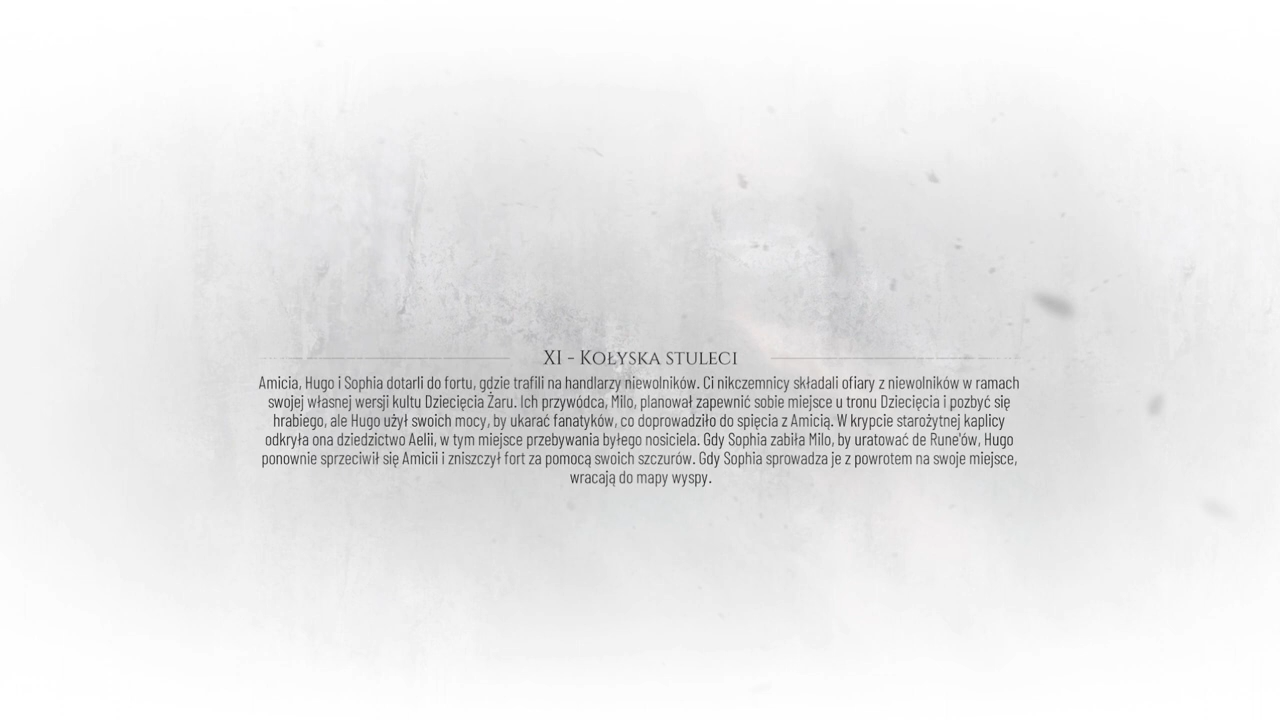 XI - Kołyska stuleci
Amicia, Hugo i Sophia dotarli do fortu, gdzie trafili na handlarzy niewolników. Ci nikczemnicy składali ofiary z niewolników w ramach
swojej własnej wersji kultu Dziecięcia Żaru. Ich przywódca, Milo, planował zapewnić sobie miejsce u tronu Dziecięcia i pozbyć się
hrabiego, ale Hugo użył swoich mocy, by ukarać fanatyków, co doprowadziło do spięcia z Amicią. W krypcie starożytnej kaplicy
odkryła ona dziedzictwo Aelii, w tym miejsce przebywania byłego nosiciela. Gdy Sophia zabiła Milo, by uratować de Rune'ów, Hugo
ponownie sprzeciwił się Amicii i zniszczył fort za pomocą swoich szczurów. Gdy Sophia sprowadza je z powrotem na swoje miejsce,
wracają do mapy wyspy.